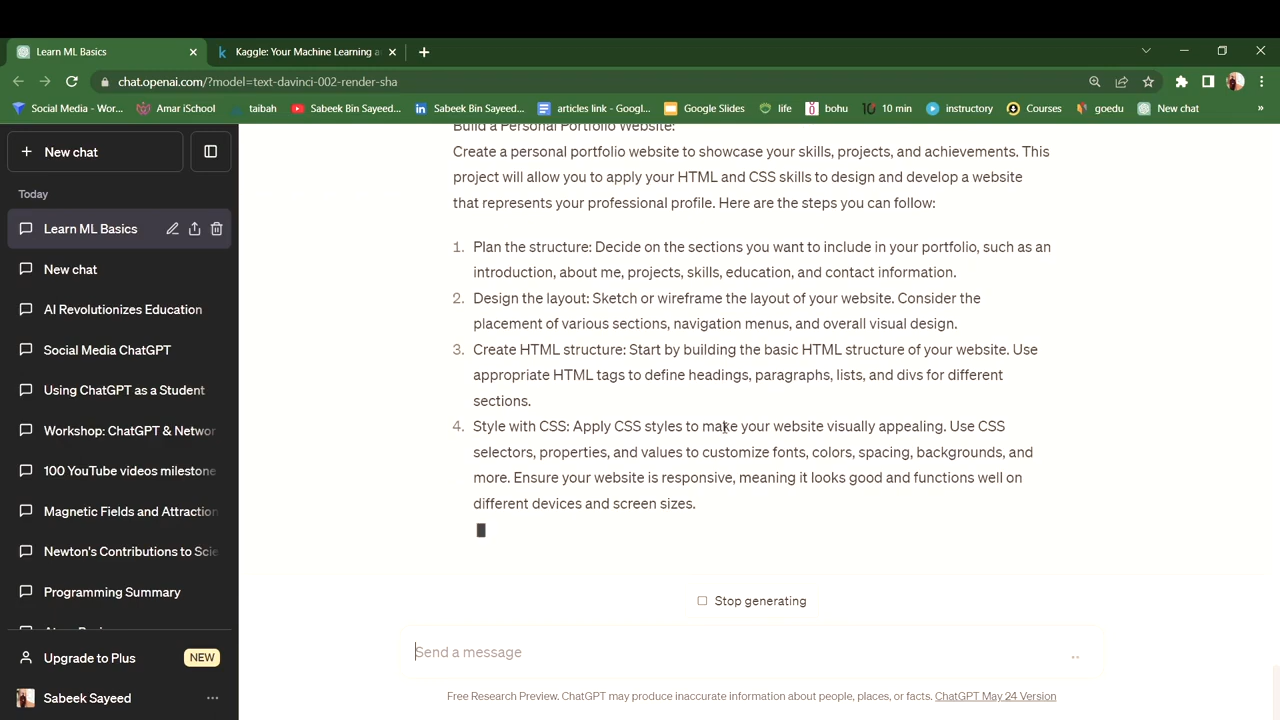 Learn ML Basics
Kaggle: Your Machine Learning a
chat.openai.com/?model=text-davinci-002-render-sha
Social Media - Wor... Amar iSchool taibah Sabeek Bin Sayeed... Sabeek Bin Sayeed... articles link - Googl... Google Slides life bohu 10 min instructory Courses goedu New chat »
New chat
Today
Learn ML Basics
New chat
AI Revolutionizes Education
Social Media ChatGPT
Using ChatGPT as a Student
Workshop: ChatGPT & Networ
100 YouTube videos milestone
Magnetic Fields and Attraction
Newton's Contributions to Scie
Programming Summary
Upgrade to Plus NEW
Sabeek Sayeed
Build a Personal Portfolio Website:
Create a personal portfolio website to showcase your skills, projects, and achievements. This
project will allow you to apply your HTML and CSS skills to design and develop a website
that represents your professional profile. Here are the steps you can follow:
1. Plan the structure: Decide on the sections you want to include in your portfolio, such as an
introduction, about me, projects, skills, education, and contact information.
2. Design the layout: Sketch or wireframe the layout of your website. Consider the
placement of various sections, navigation menus, and overall visual design.
3. Create HTML structure: Start by building the basic HTML structure of your website. Use
appropriate HTML tags to define headings, paragraphs, lists, and divs for different
sections.
4. Style with CSS: Apply CSS styles to make your website visually appealing. Use CSS
selectors, properties, and values to customize fonts, colors, spacing, backgrounds, and
more. Ensure your website is responsive, meaning it looks good and functions well on
different devices and screen sizes.
Stop generating
Send a message
Free Research Preview. ChatGPT may produce inaccurate information about people, places, or facts. ChatGPT May 24 Version